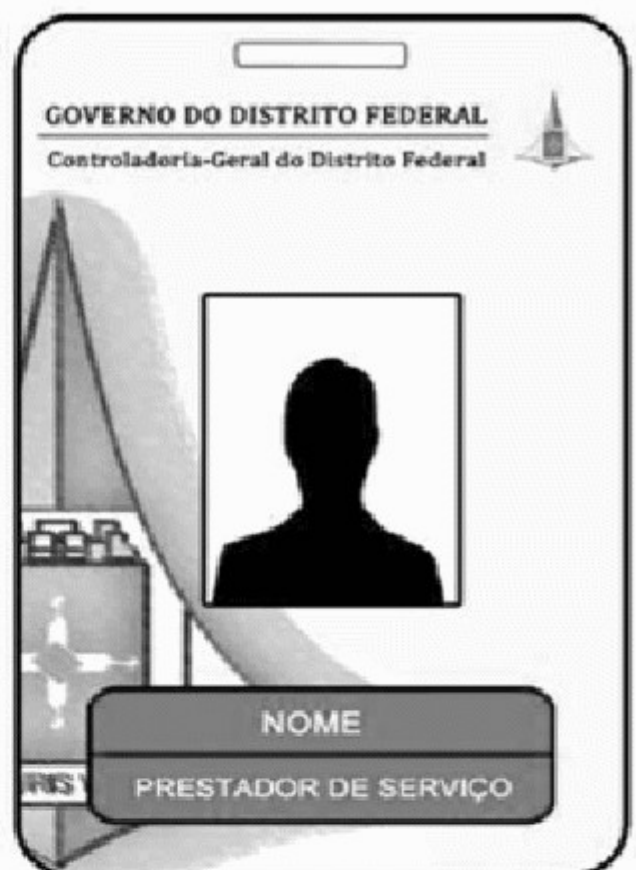 GOVERNO DO DISTRITO FEDERAL
Controladoria-Geral do Distrito Federal
NOME
PRESTADOR DE SERVIÇO